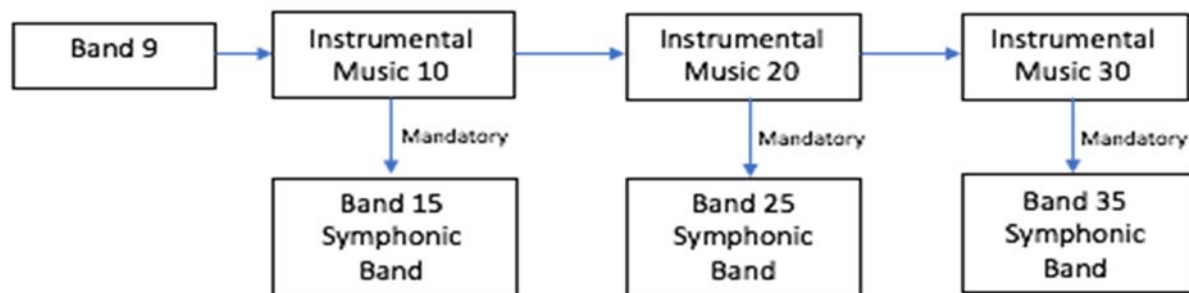 Band 9
Instrumental
Music 10
Instrumental
Music 20
Instrumental
Music 30
Mandatory
Mandatory
Mandatory
Band 15
Symphonic
Band
Band 25
Symphonic
Band
Band 35
Symphonic
Band